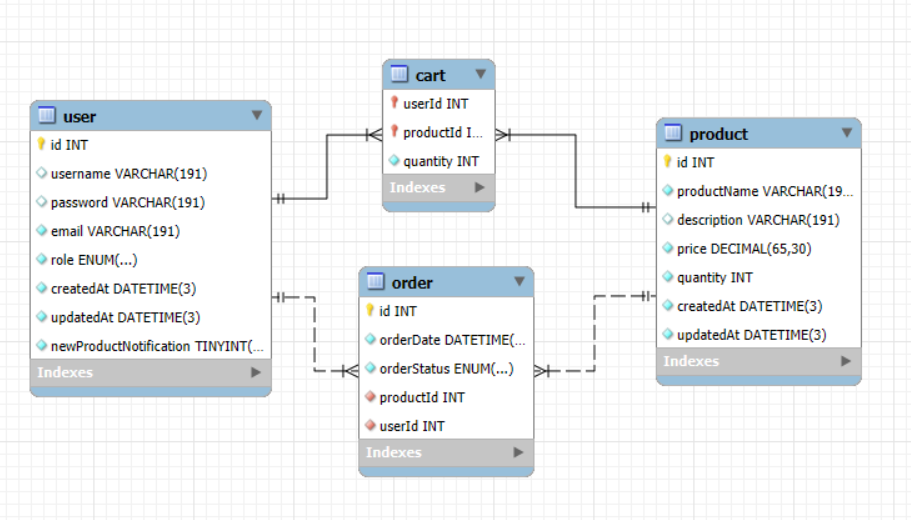 user
id INT
username VARCHAR(191)
password VARCHAR(191)
email VARCHAR(191)
role ENUM(...)
createdAt DATETIME(3)
updatedAt DATETIME(3)
newProductNotification TINYINT(...
Indexes
cart
userId INT
productId I...
quantity INT
Indexes
order
id INT
orderDate DATETIME(...
orderStatus ENUM(...)
productId INT
userId INT
Indexes
product
id INT
productName VARCHAR(19...
description VARCHAR(191)
price DECIMAL(65,30)
quantity INT
createdAt DATETIME(3)
updatedAt DATETIME(3)
Indexes